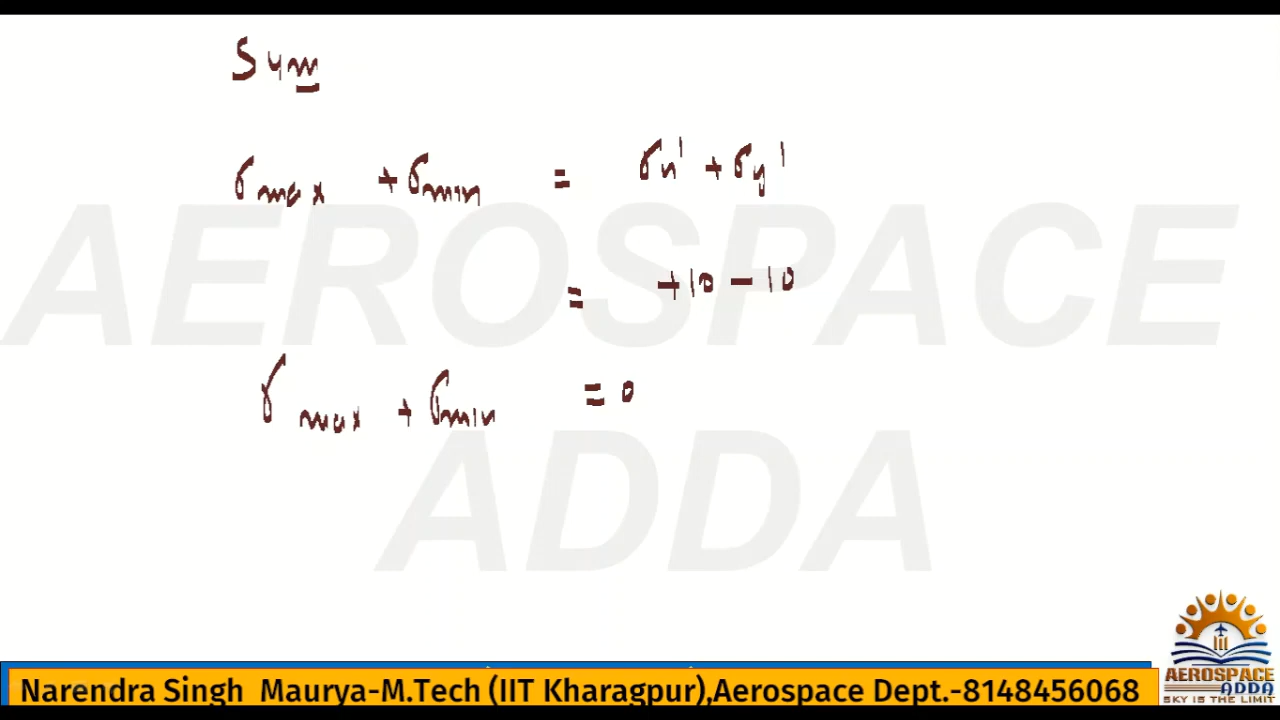 Sum
σmax + σmin = σx' + σy'
= +10 - 10
σmax + σmin = 0
AEROSPACE
ADDA
Narendra Singh Maurya-M.Tech (IIT Kharagpur),Aerospace Dept.-8148456068
AEROSPACE
ADDA
SKY IS THE LIMIT